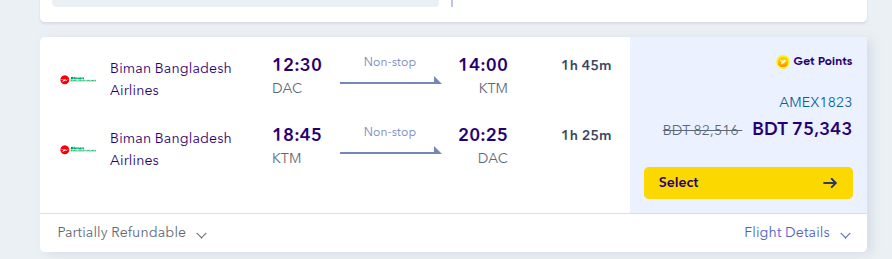 Biman Bangladesh
Airlines
12:30
DAC
Non-stop
14:00
KTM
1h 45m
Biman
Biman Bangladesh
Airlines
18:45
KTM
Non-stop
20:25
DAC
1h 25m
Biman
Get Points
AMEX1823
BDT 82,516 BDT 75,343
Select
Partially Refundable
Flight Details